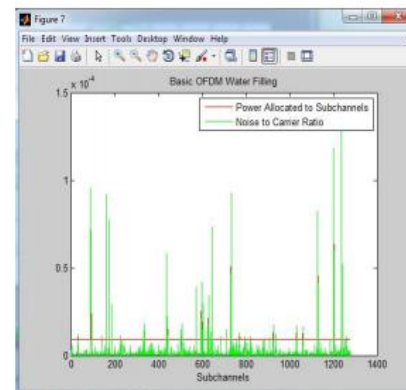 Figure 7
File Edit View Insert Tools Desktop Window Help
× 10⁻⁴
Basic OFDM Water Filling
1.5
Power Allocated to Subchannels
Noise to Carrier Ratio
1
0.5
0
0 200 400 600 800 1000 1200 1400
Subchannels